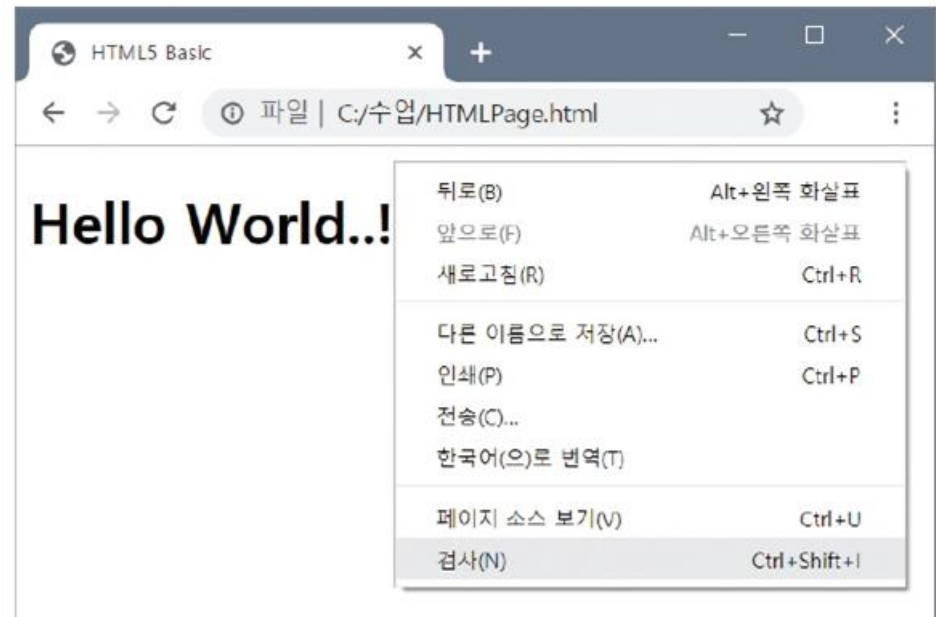 HTML5 Basic
파일 | C:/수업/HTMLPage.html
Hello World..!
뒤로(B) Alt+왼쪽 화살표
앞으로(F) Alt+오른쪽 화살표
새로고침(R) Ctrl+R
다른 이름으로 저장(A)... Ctrl+S
인쇄(P) Ctrl+P
전송(C)...
한국어(으)로 번역(T)
페이지 소스 보기(V) Ctrl+U
검사(N) Ctrl+Shift+I